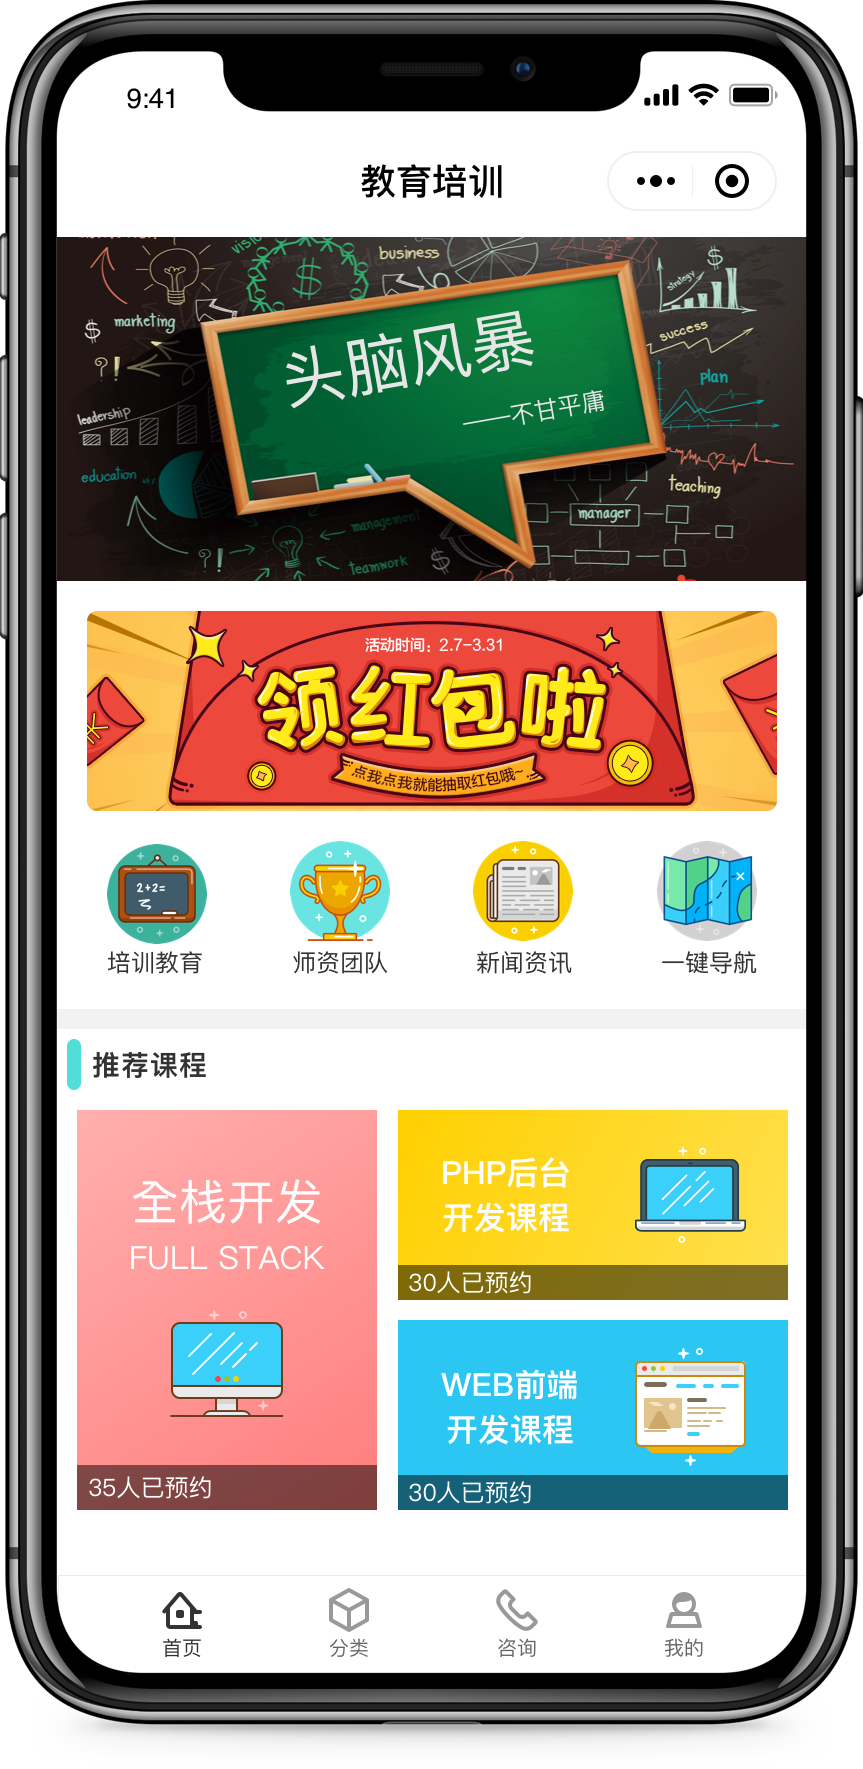 9:41
教育培训
visio
business
$
$
strategy
marketing
$
?!
success
plan
leadership
education
teaching
manager
management
?!
teamwork
$
头脑风暴
——不甘平庸
活动时间：2.7-3.31
领红包啦
点我点我就能抽取红包哦~
2+2=
培训教育
师资团队
新闻资讯
一键导航
推荐课程
全栈开发
FULL STACK
35人已预约
PHP后台
开发课程
30人已预约
WEB前端
开发课程
30人已预约
首页
分类
咨询
我的